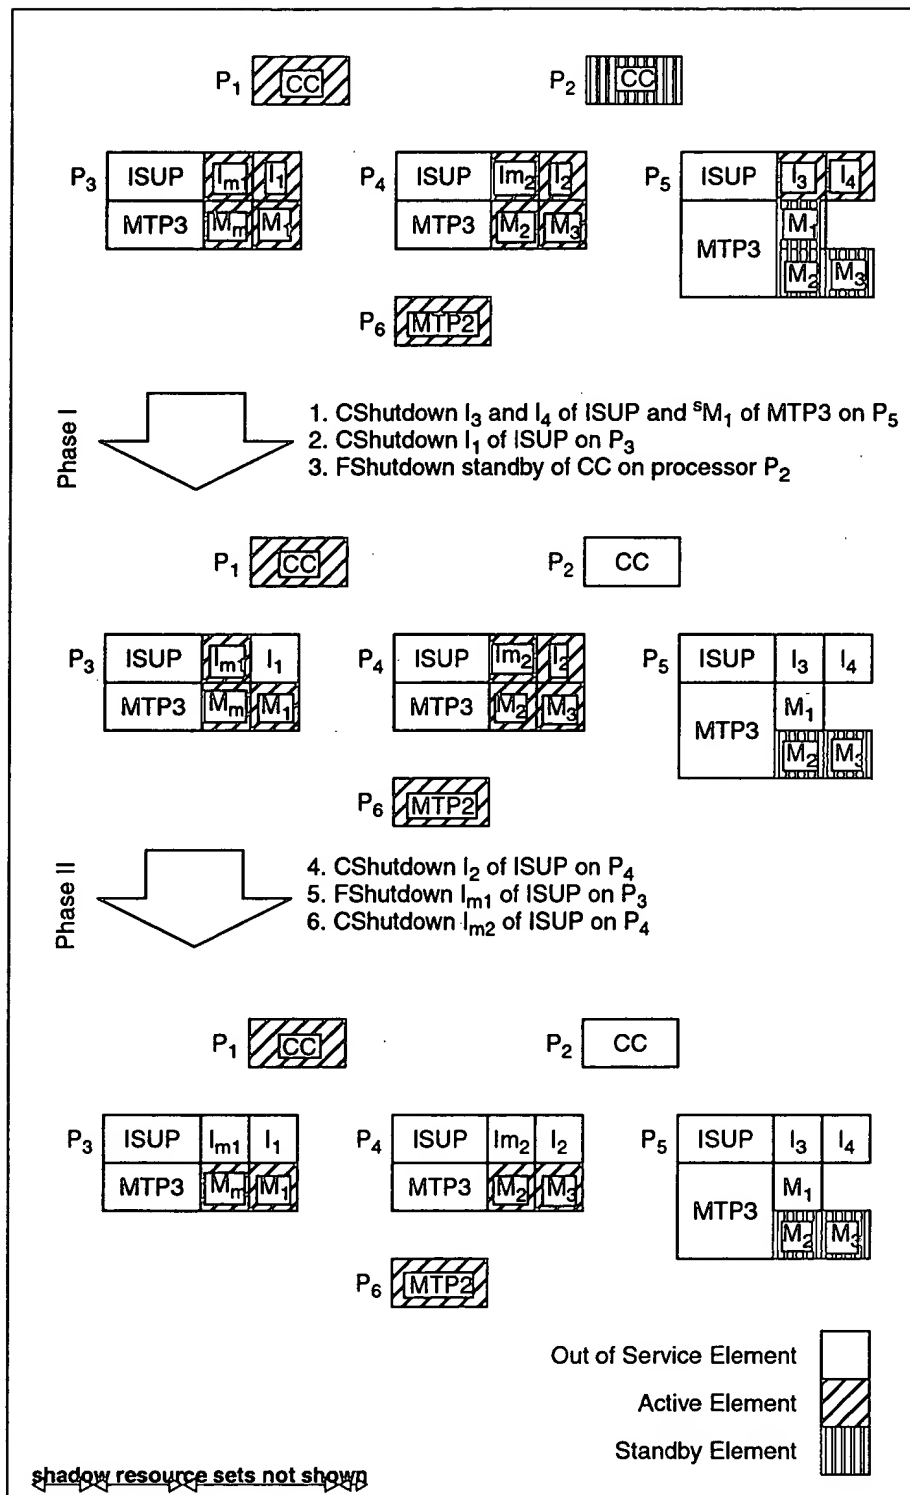 P1 CC P2 CC
P3 ISUP Im1 I1 P4 ISUP Im2 I2 P5 ISUP I3 I4
MTP3 Mm M1 MTP3 M2 M3 MTP3 M1
M2 M3
P6 MTP2
Phase I
1. CShutdown I3 and I4 of ISUP and sM1 of MTP3 on P5
2. CShutdown I1 of ISUP on P3
3. FShutdown standby of CC on processor P2
P1 CC P2 CC
P3 ISUP Im1 I1 P4 ISUP Im2 I2 P5 ISUP I3 I4
MTP3 Mm M1 MTP3 M2 M3 MTP3 M1
M2 M3
P6 MTP2
Phase II
4. CShutdown I2 of ISUP on P4
5. FShutdown Im1 of ISUP on P3
6. CShutdown Im2 of ISUP on P4
P1 CC P2 CC
P3 ISUP Im1 I1 P4 ISUP Im2 I2 P5 ISUP I3 I4
MTP3 Mm M1 MTP3 M2 M3 MTP3 M1
M2 M3
P6 MTP2
Out of Service Element
Active Element
Standby Element
shadow resource sets not shown